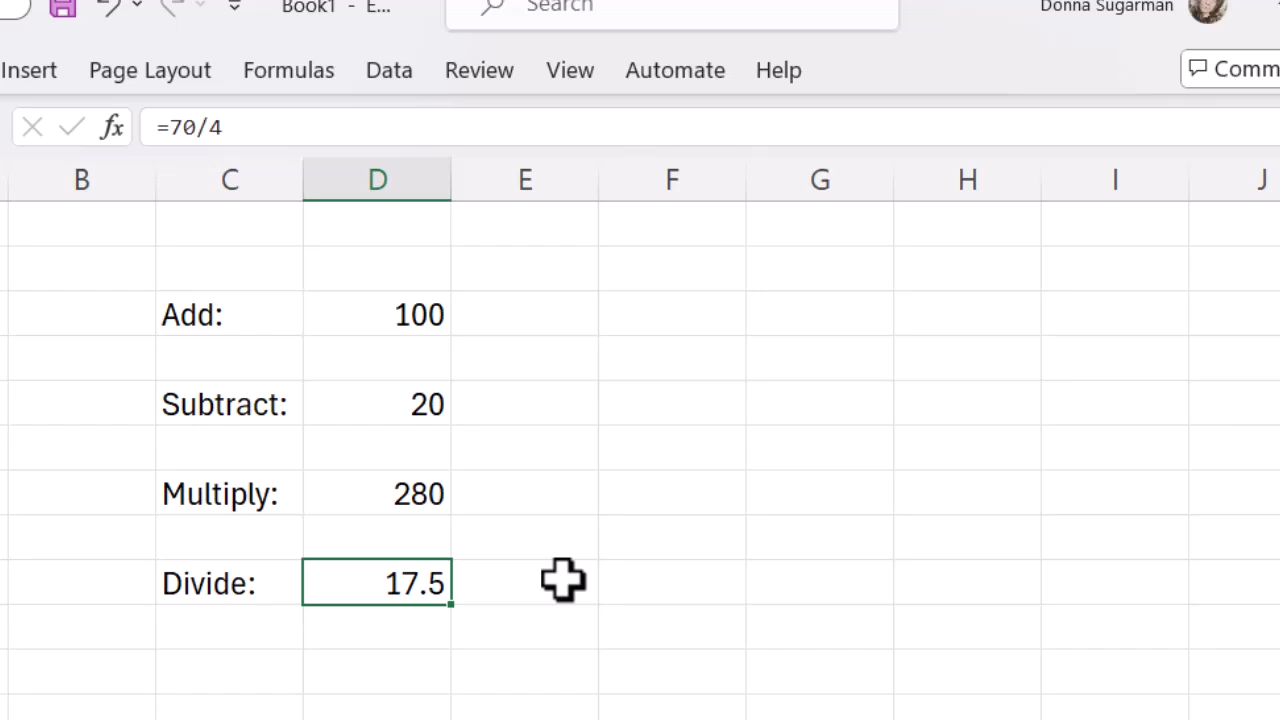 Book1 - E...
Search
Donna Sugarman
Insert Page Layout Formulas Data Review View Automate Help
Comm
fx =70/4
B C D E F G H I J
Add: 100
Subtract: 20
Multiply: 280
Divide: 17.5